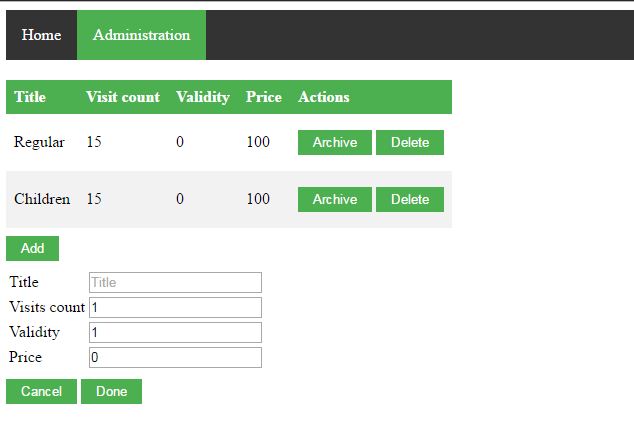 Home Administration
Title Visit count Validity Price Actions
Regular 15 0 100 Archive Delete
Children 15 0 100 Archive Delete
Add
Title Title
Visits count 1
Validity 1
Price 0
Cancel Done